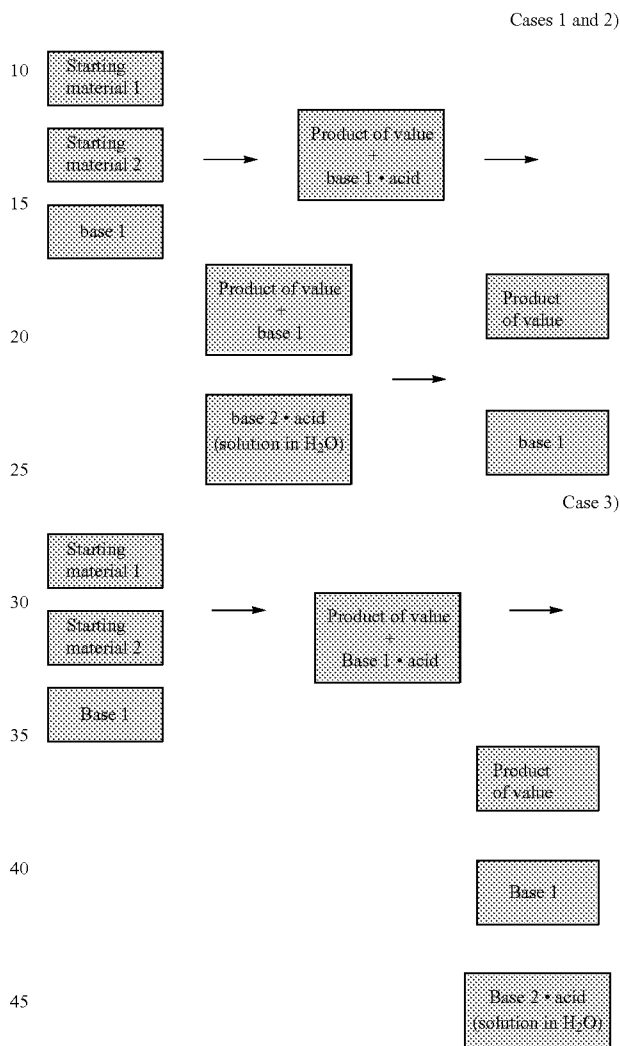 Cases 1 and 2)
10
Starting
material 1
Starting
material 2
15
base 1
Product of value
+
base 1 • acid
Product of value
+
base 1
20
base 2 • acid
(solution in H₂O)
25
Product
of value
base 1
Case 3)
Starting
material 1
30
Starting
material 2
Base 1
35
Product of value
+
Base 1 • acid
Product
of value
40
Base 1
45
Base 2 • acid
(solution in H₂O)